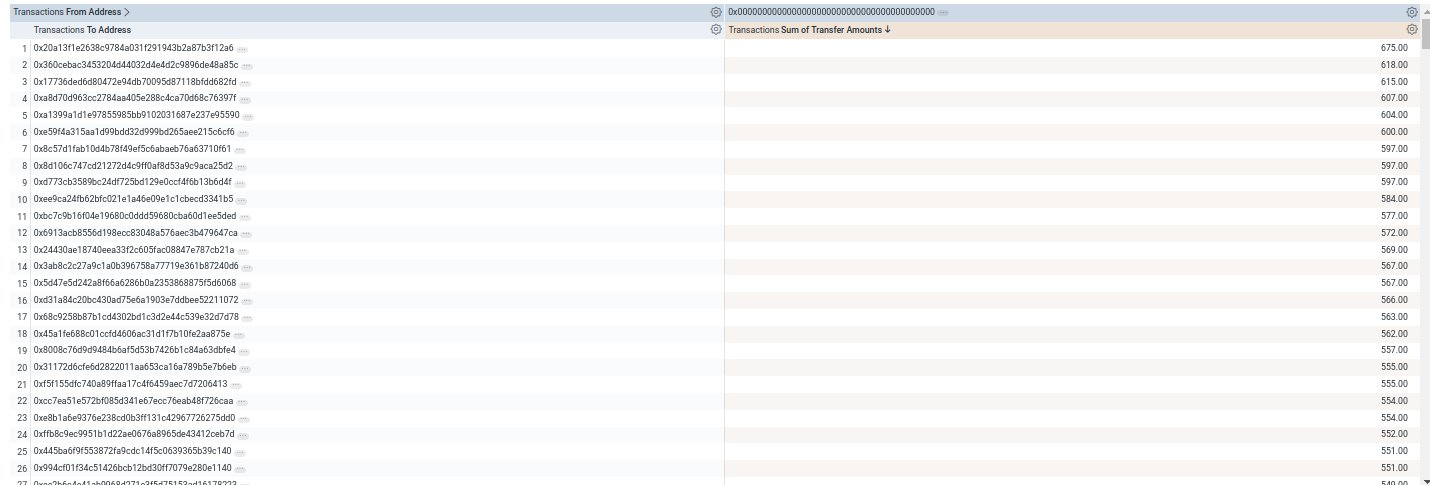 Transactions From Address > 0x0000000000000000000000000000000000000000
Transactions To Address Transactions Sum of Transfer Amounts ↓
1 0x20a13f1e2638c9784a031f291943b2a87b3f12a6 675.00
2 0x360cebac3453204d44032d4e4d2c9896de48a85c 618.00
3 0x17736ded6d80472e94db70095d87118bfdd682fd 615.00
4 0xa8d70d963cc2784aa405e288c4ca70d68c76397f 607.00
5 0xa1399a1d1e97855985bb9102031687e237e95590 604.00
6 0xe59f4a315aa1d99bdd32d999bd265aee215c6cf6 600.00
7 0x8c57d1fab10d4b78f49ef5c6abaeb76a63710f61 597.00
8 0x8d106c747cd21272d4c9ff0af8d53a9c9aca25d2 597.00
9 0xd773cb3589bc24df725bd129e0ccf4f6b13b6d4f 597.00
10 0xee9ca24fb62bfc021e1a46e09e1c1cbecd3341b5 584.00
11 0xbc7c9b16f04e19680c0ddd59680cba60d1ee5ded 577.00
12 0x6913acb8556d198ecc83048a576aec3b479647ca 572.00
13 0x24430ae18740eea33f2c605fac08847e787cb21a 569.00
14 0x3ab8c2c27a9c1a0b396758a77719e361b87240d6 567.00
15 0x5d47e5d242a8f66a6286b0a2353868875f5d6068 567.00
16 0xd31a84c20bc430ad75e6a1903e7ddbee52211072 566.00
17 0x68c9258b87b1cd4302bd1c3d2e44c539e32d7d78 563.00
18 0x45a1fe688c01ccfd4606ac31d1f7b10fe2aa875e 562.00
19 0x8008c76d9d9484b6af5d53b7426b1c84a63dbfe4 557.00
20 0x31172d6cfe6d2822011aa653ca16a789b5e7b6eb 555.00
21 0xf5f155dfc740a89ffaa17c4f6459aec7d7206413 555.00
22 0xcc7ea51e572bf085d341e67ecc76eab48f726caa 554.00
23 0xe8b1a6e9376e238cd0b3ff131c42967726275dd0 554.00
24 0xffb8c9ec9951b1d22ae0676a8965de43412ceb7d 552.00
25 0x445ba6f9f553872fa9cdc14f5c0639365b39c140 551.00
26 0x994cf01f34c51426bcb12bd30ff7079e280e1140 551.00
27 549.00